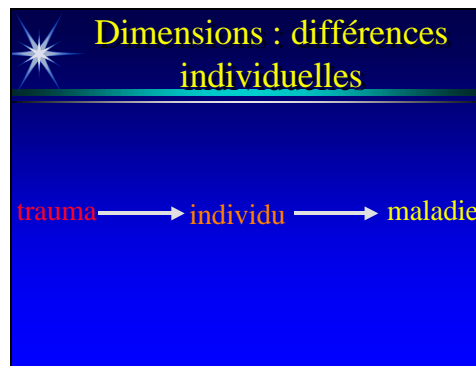 Dimensions : différences
individuelles
trauma individu maladie